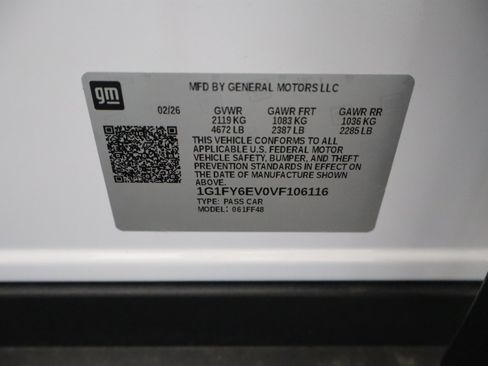 gm
MFD BY GENERAL MOTORS LLC
02/26 GVWR GAWR FRT GAWR RR
2119 KG 1083 KG 1036 KG
4672 LB 2387 LB 2285 LB
THIS VEHICLE CONFORMS TO ALL
APPLICABLE U.S. FEDERAL MOTOR
VEHICLE SAFETY, BUMPER, AND THEFT
PREVENTION STANDARDS IN EFFECT ON
THE DATE OF MANUFACTURE SHOWN
ABOVE.
1G1FY6EV0VF106116
TYPE: PASS CAR
MODEL: 061FF48